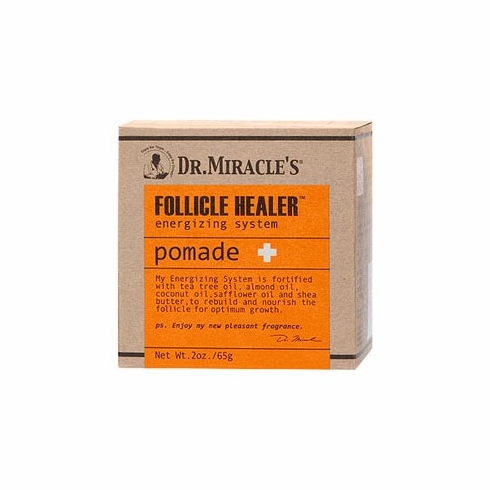 DR.MIRACLE'S®
FOLLICLE HEALER™
energizing system
pomade
My Energizing System is fortified
with tea tree oil, almond oil,
coconut oil,safflower oil and shea
butter,to rebuild and nourish the
follicle for optimum growth.
ps. Enjoy my new pleasant fragrance.
Net Wt.2oz./65g